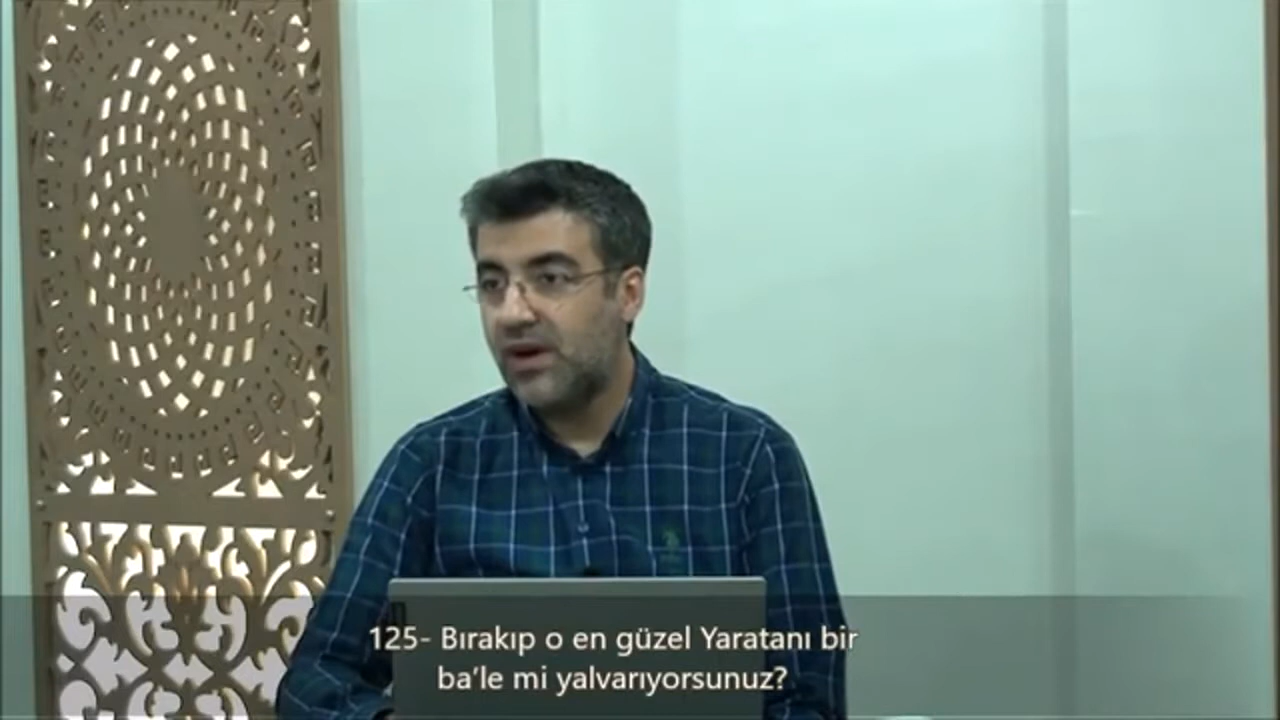 125- Bırakıp o en güzel Yaratanı bir
ba'le mi yalvarıyorsunuz?